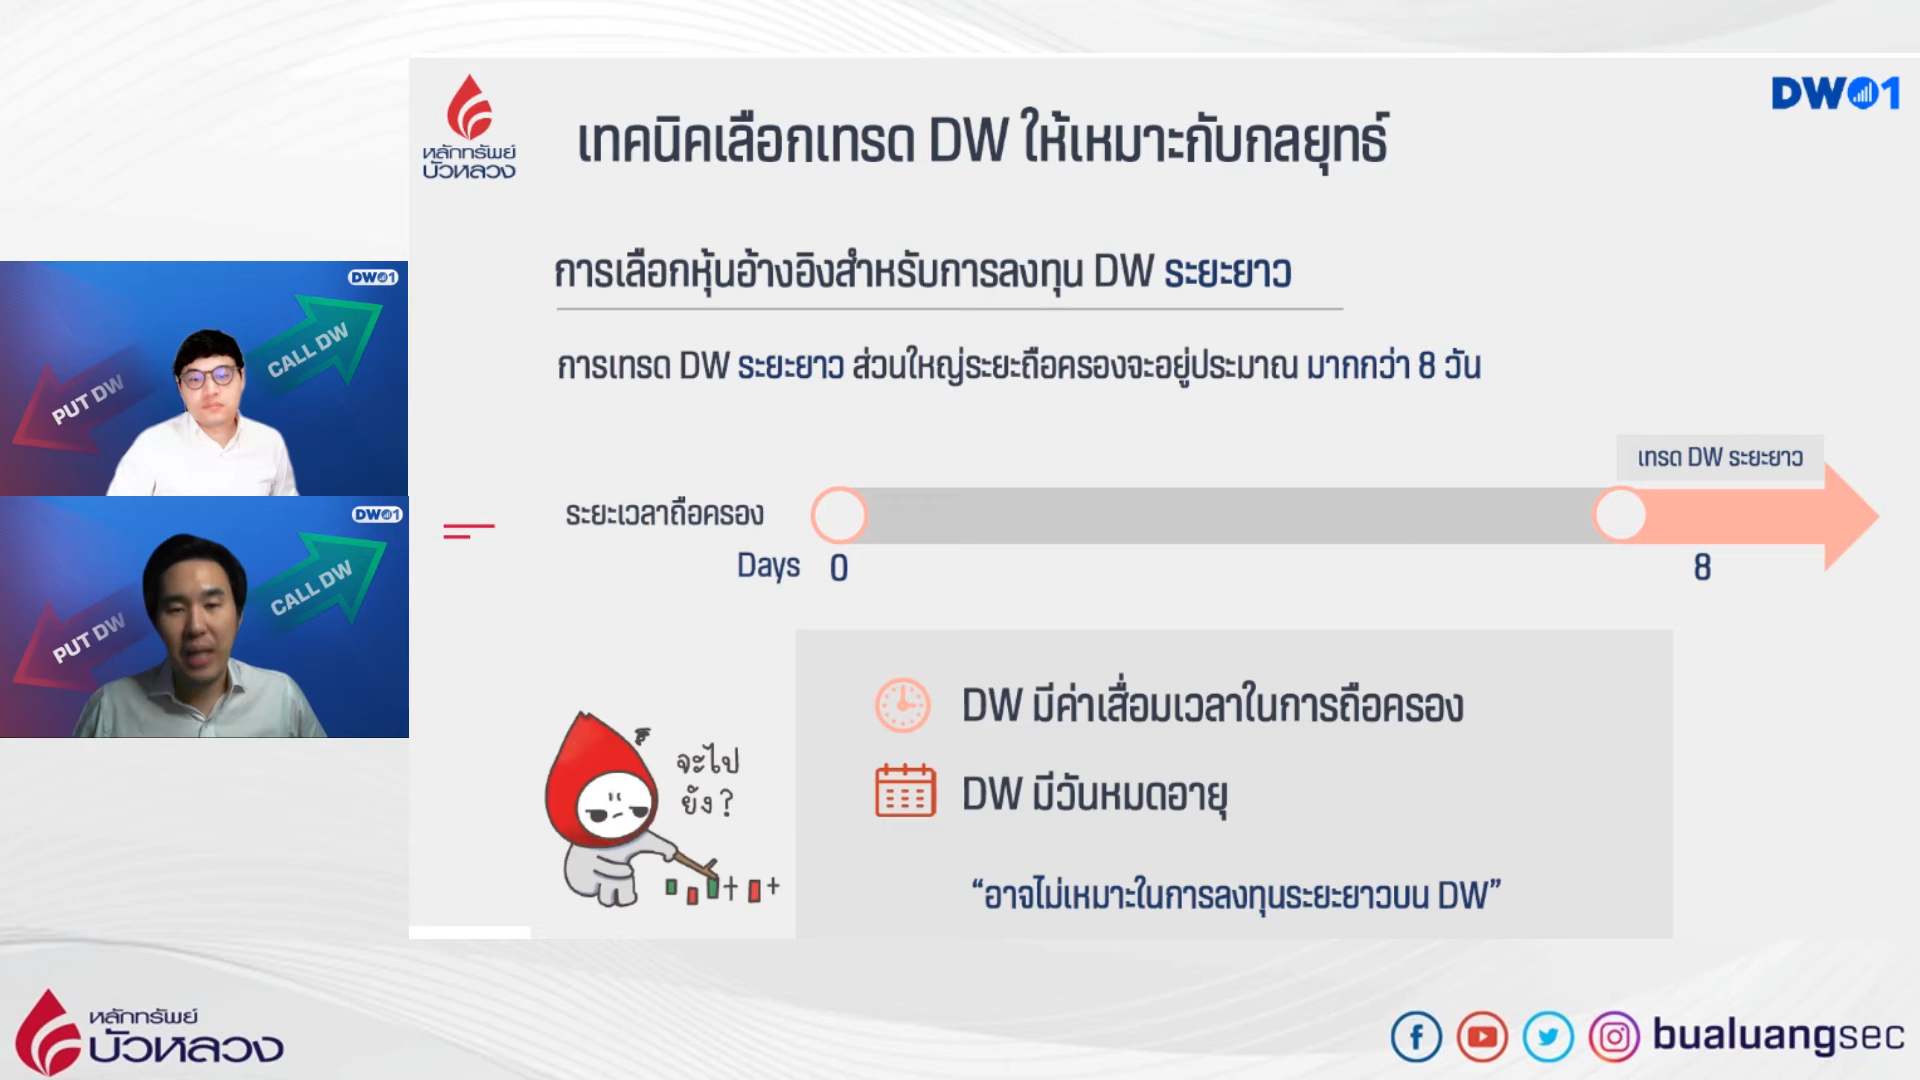 หลักทรัพย์
บัวหลวง
DW01
เทคนิคเลือกเทรด DW ให้เหมาะกับกลยุทธ์
การเลือกหุ้นอ้างอิงสำหรับการลงทุน DW ระยะยาว
การเทรด DW ระยะยาว ส่วนใหญ่ระยะถือครองจะอยู่ประมาณ มากกว่า 8 วัน
DW01
CALL DW
PUT DW
เทรด DW ระยะยาว
ระยะเวลาถือครอง
Days 0 8
DW01
CALL DW
PUT DW
DW มีค่าเสื่อมเวลาในการถือครอง
DW มีวันหมดอายุ
"อาจไม่เหมาะในการลงทุนระยะยาวบน DW"
จะไป
ยัง?
หลักทรัพย์
บัวหลวง
bualuangsec